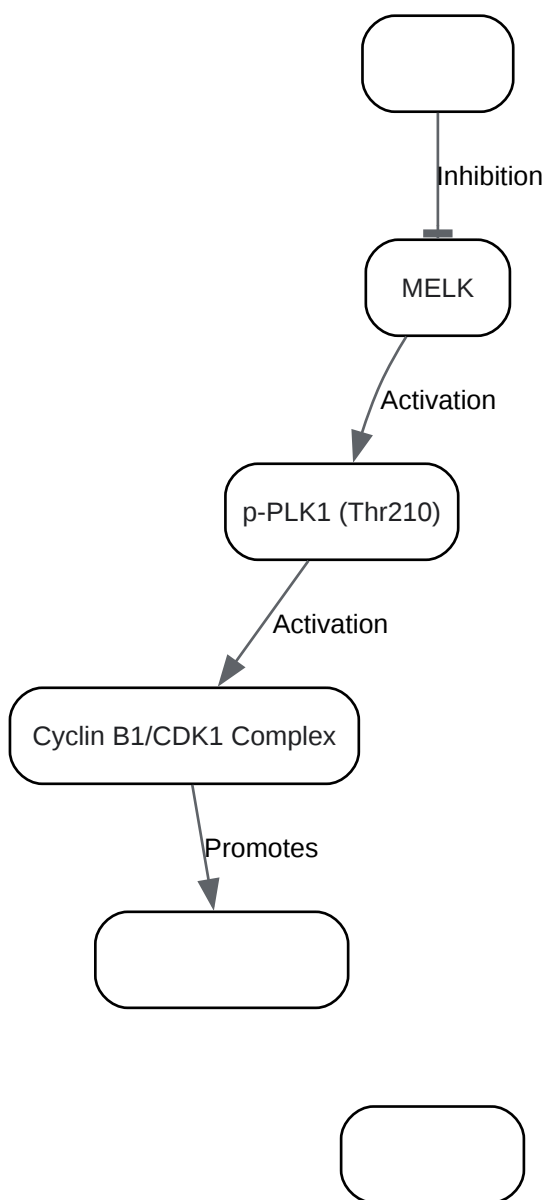 Inhibition
MELK
Activation
p-PLK1 (Thr210)
Activation
Cyclin B1/CDK1 Complex
Promotes